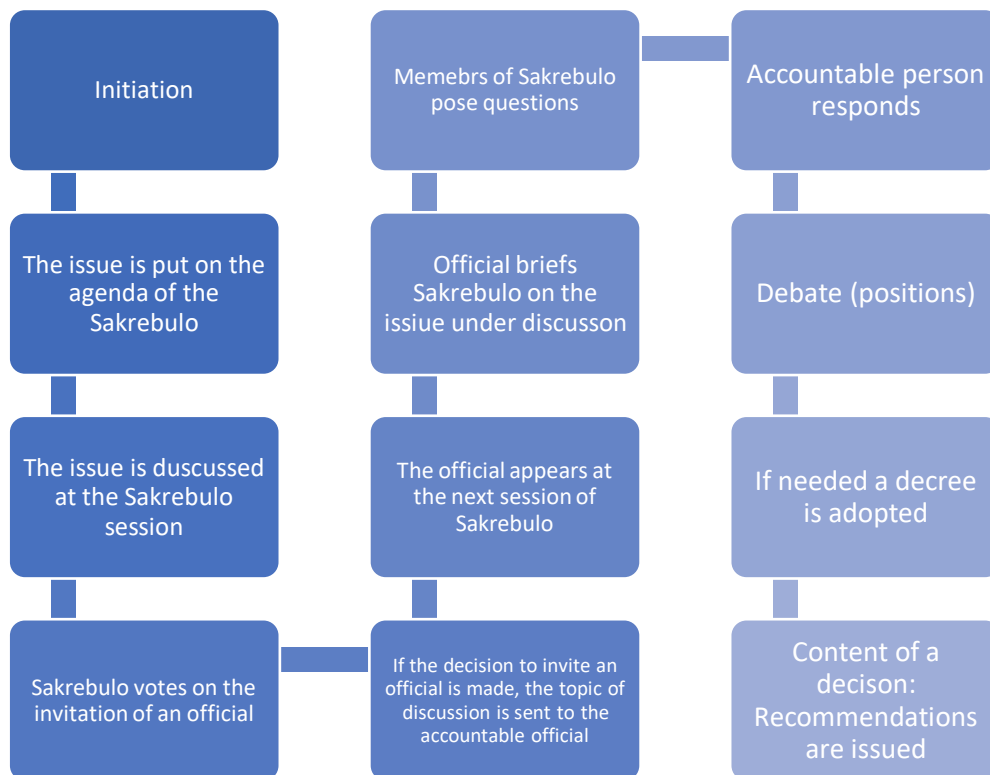 Initiation
The issue is put on the
agenda of the
Sakrebulo
The issue is duscussed
at the Sakrebulo
session
Sakrebulo votes on the
invitation of an official
If the decision to invite an
official is made, the topic of
discussion is sent to the
accountable official
The official appears at
the next session of
Sakrebulo
Official briefs
Sakrebulo on the
issiue under discusson
Memebrs of Sakrebulo
pose questions
Accountable person
responds
Debate (positions)
If needed a decree
is adopted
Content of a
decison:
Recommendations
are issued